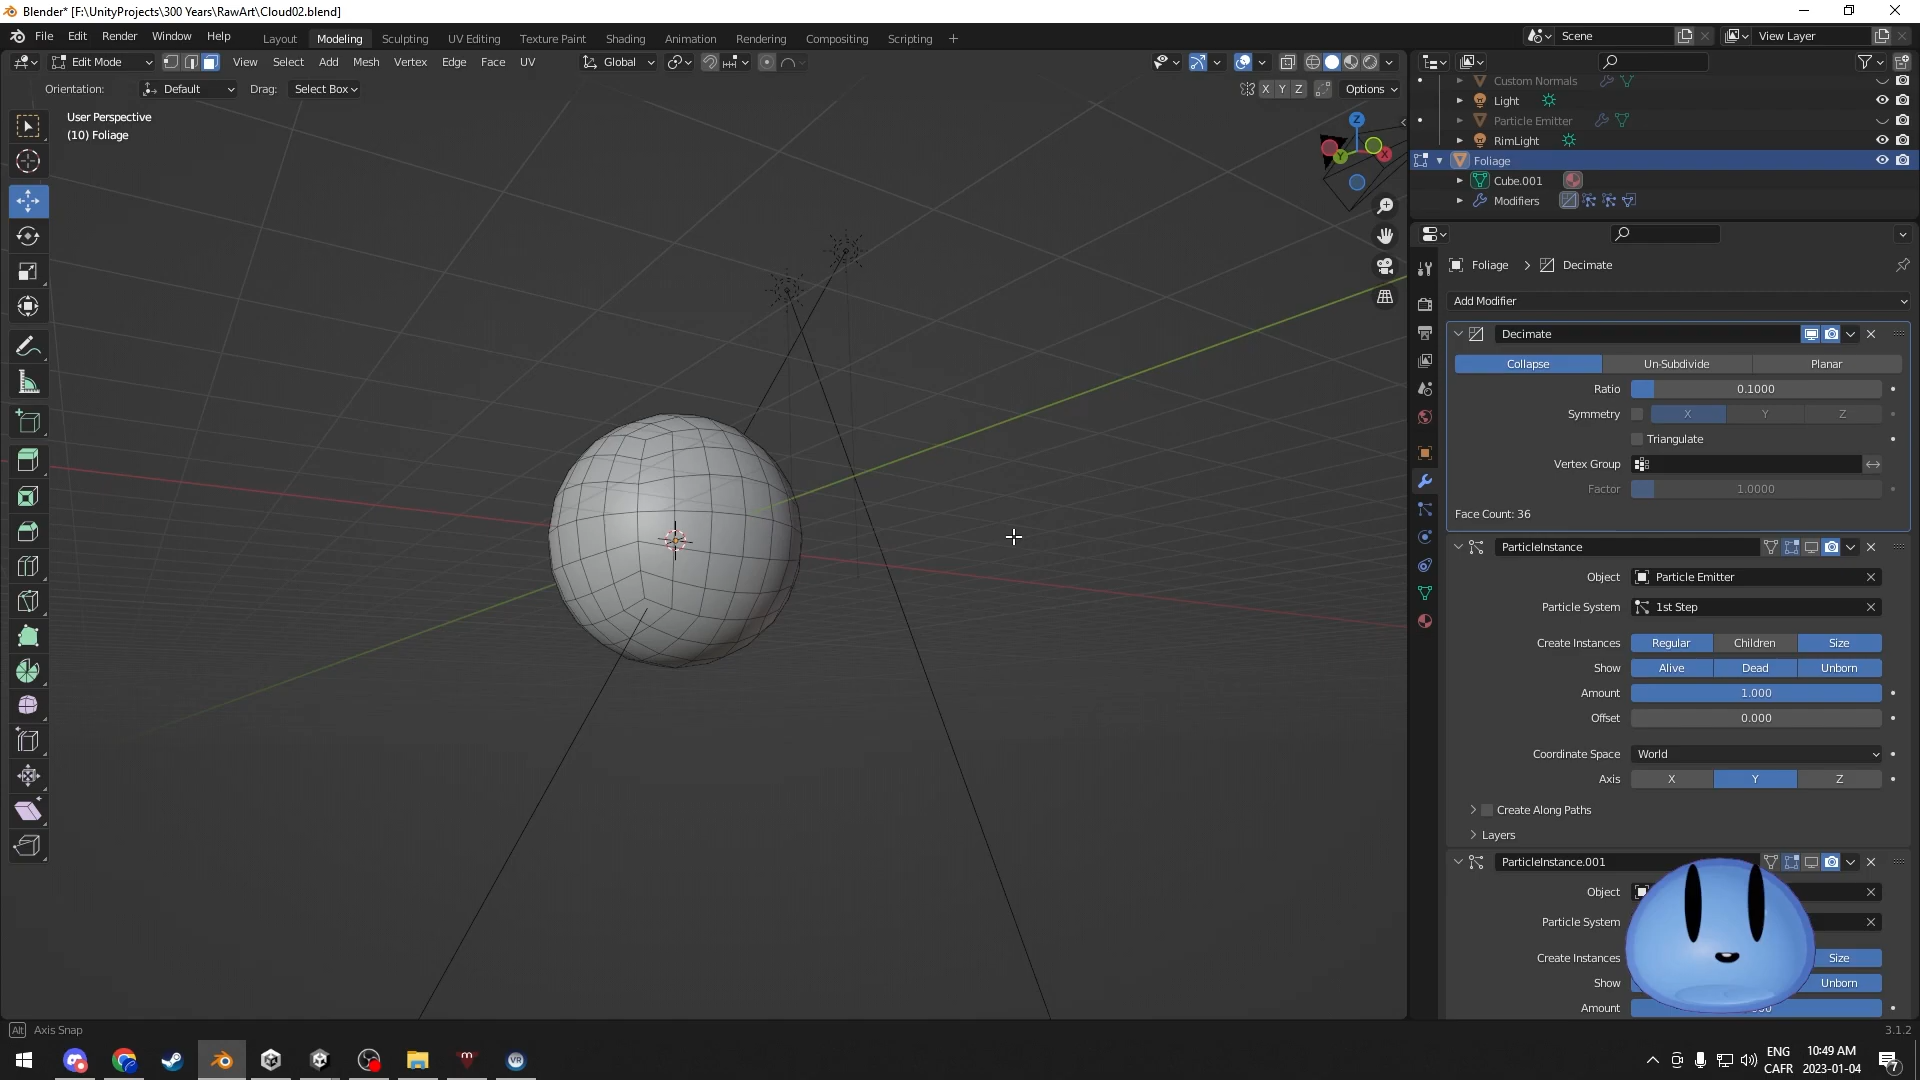 Blender* [F:\UnityProjects\300 Years\RawArt\Cloud02.blend]
File Edit Render Window Help Layout Modeling Sculpting UV Editing Texture Paint Shading Animation Rendering Compositing Scripting Scene View Layer
Edit Mode View Select Add Mesh Vertex Edge Face UV Global
Orientation: Default Drag: Select Box X Y Z Options
User Perspective
(10) Foliage
Z
Y
X
Custom Normals
Light
Particle Emitter
RimLight
Foliage
Cube.001
Modifiers
Foliage > Decimate
Add Modifier
Decimate
Collapse Un-Subdivide Planar
Ratio 0.1000
Symmetry X Y Z
Triangulate
Vertex Group
Factor 1.0000
Face Count: 36
ParticleInstance
Object Particle Emitter
Particle System 1st Step
Create Instances Regular Children Size
Show Alive Dead Unborn
Amount 1.000
Offset 0.000
Coordinate Space World
Axis X Y Z
Create Along Paths
Layers
ParticleInstance.001
Object
Particle System
Create Instances Size
Show Unborn
Amount
Alt Axis Snap 3.1.2
ENG 10:49 AM
CAFR 2023-01-04 7